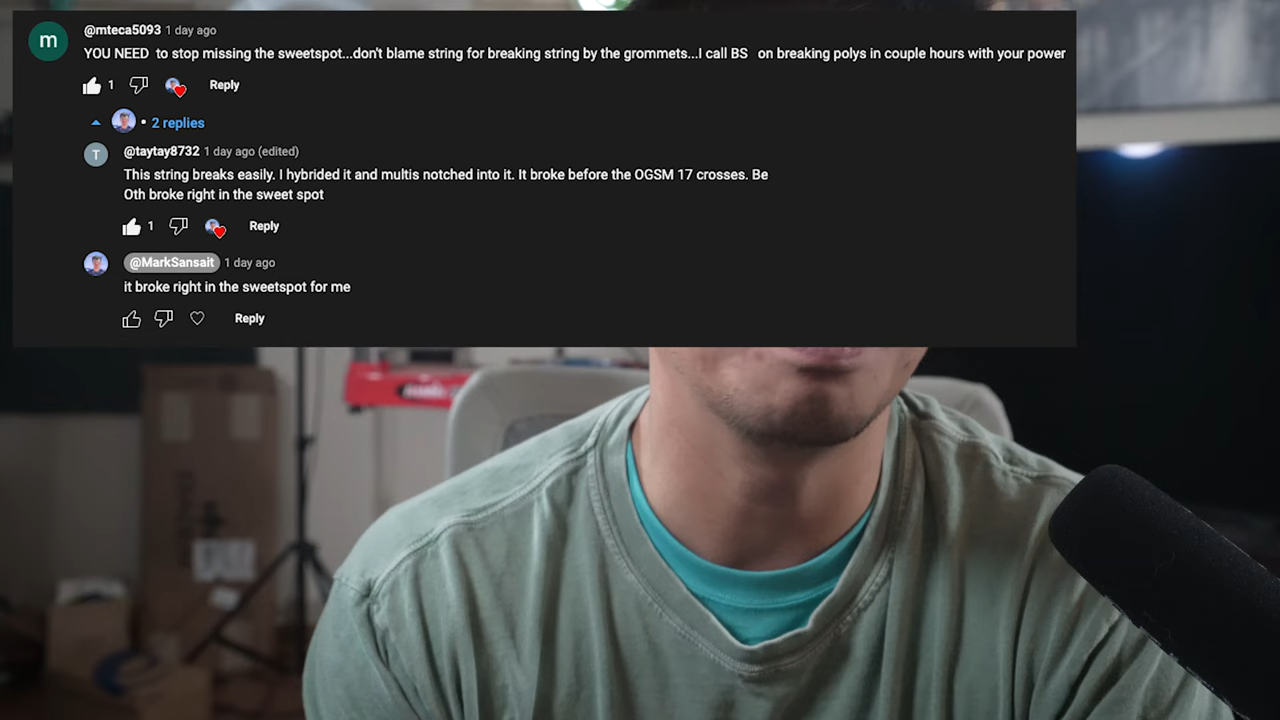 m
@mteca5093 1 day ago
YOU NEED to stop missing the sweetspot...don't blame string for breaking string by the grommets...I call BS on breaking polys in couple hours with your power
1
Reply
• 2 replies
T
@taytay8732 1 day ago (edited)
This string breaks easily. I hybrided it and multis notched into it. It broke before the OGSM 17 crosses. Be
Oth broke right in the sweet spot
1
Reply
@MarkSansait 1 day ago
it broke right in the sweetspot for me
Reply